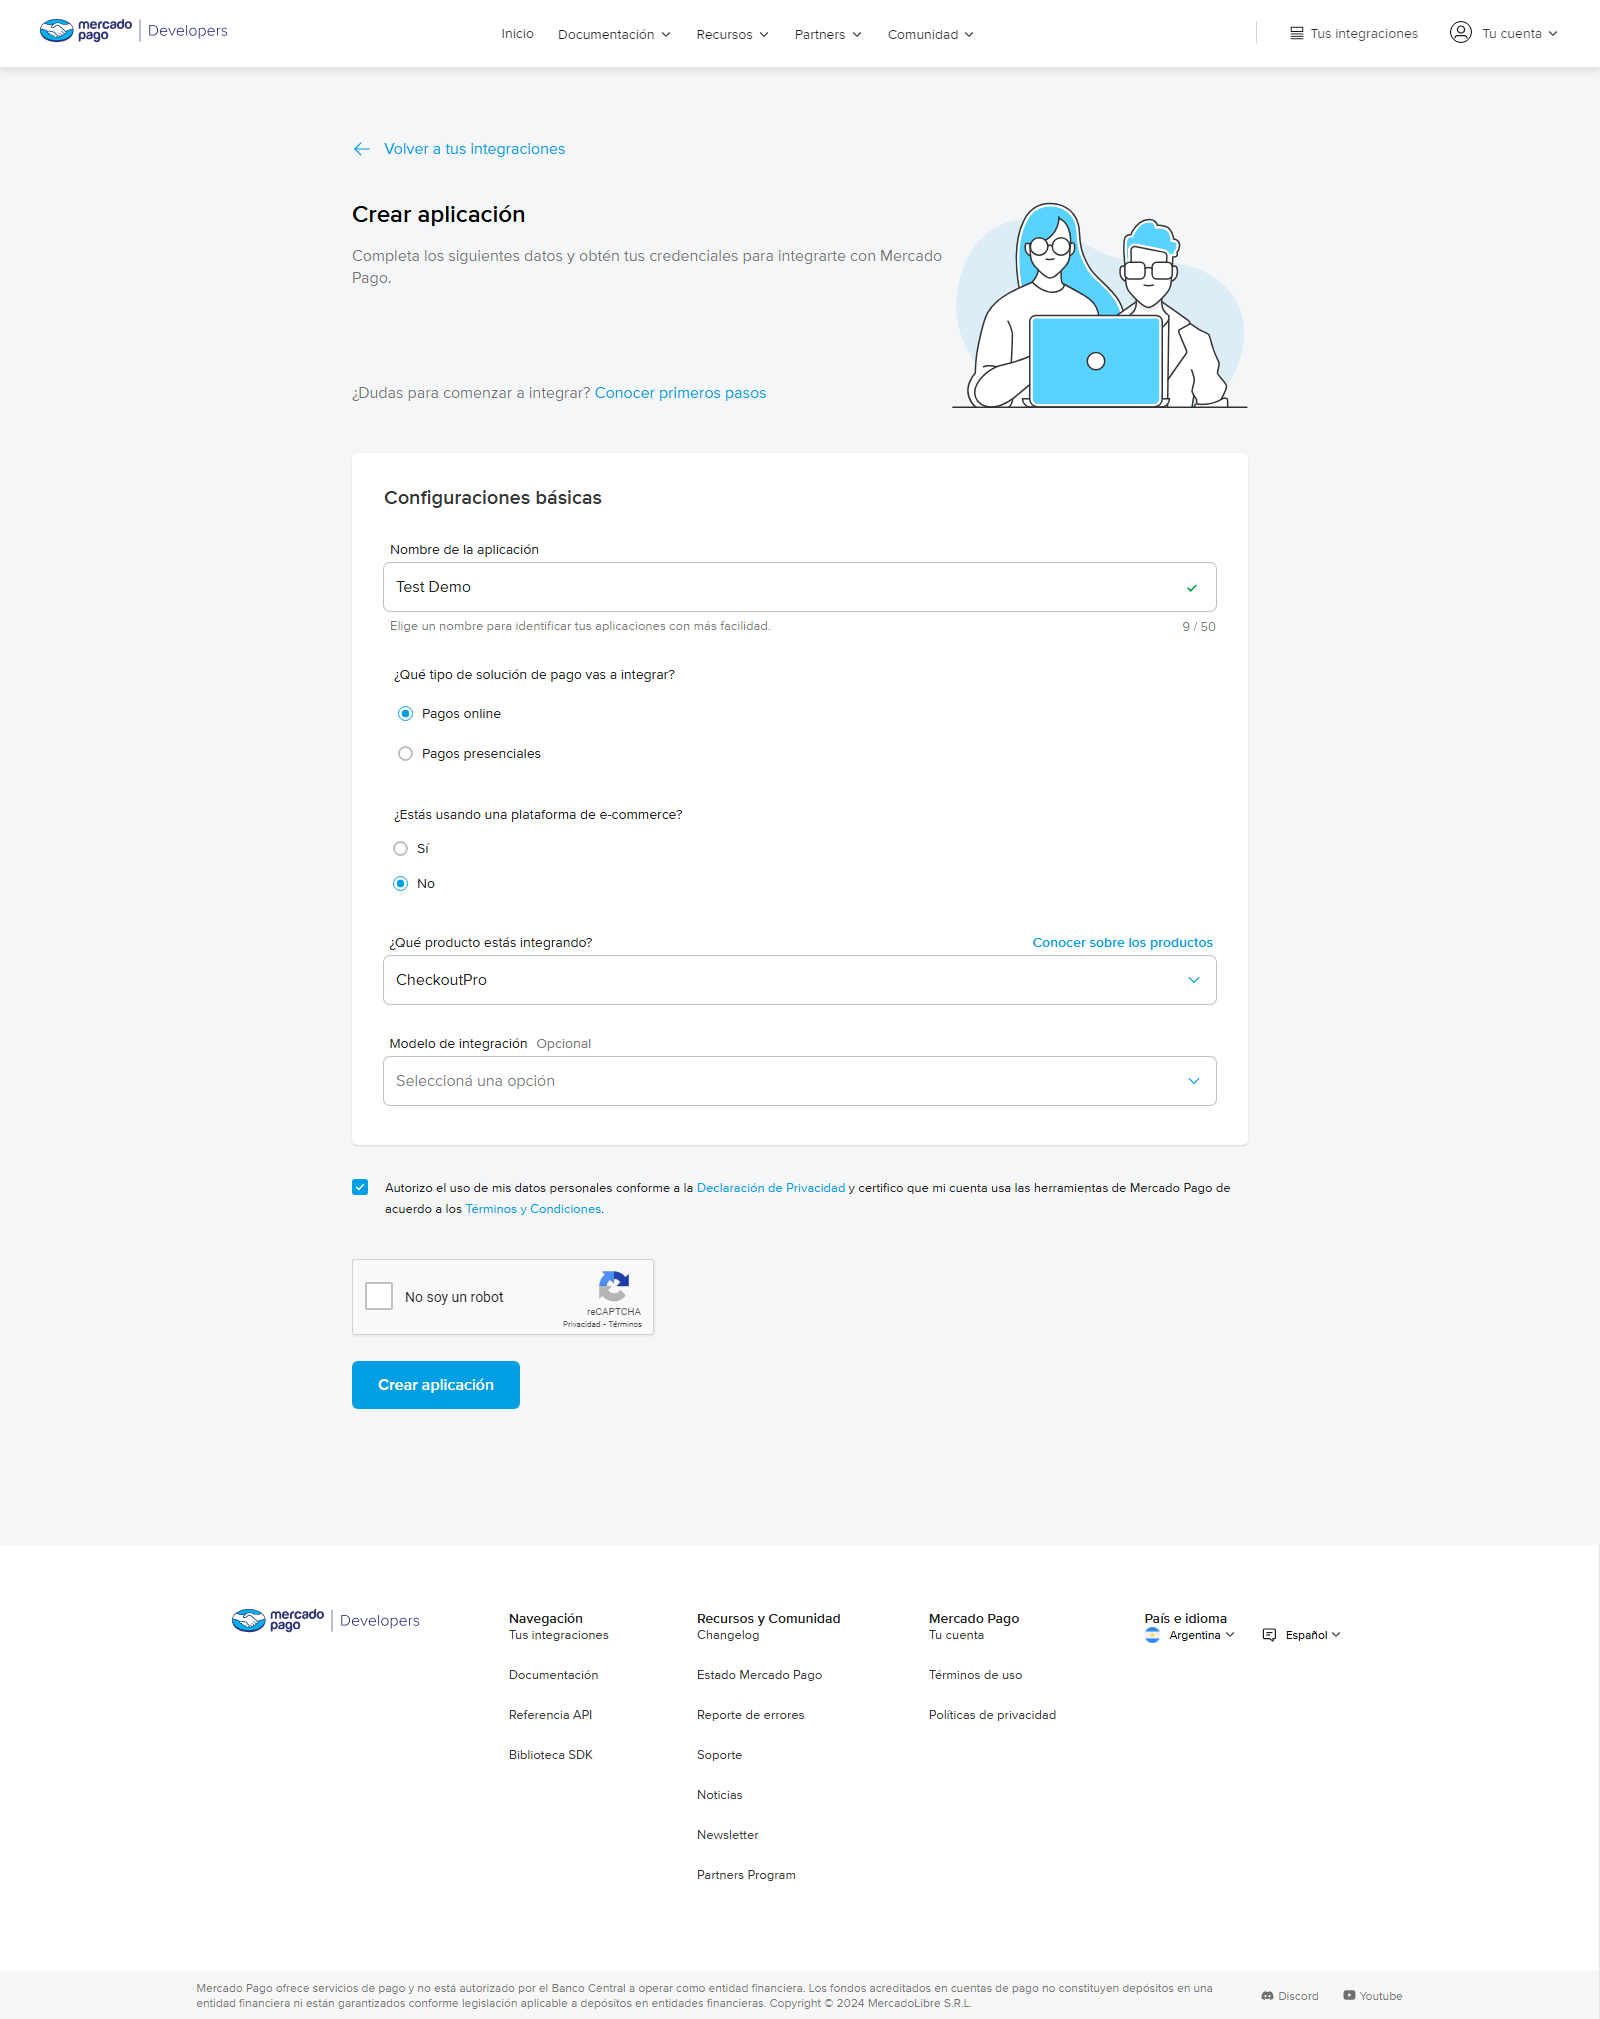 mercado pago | Developers
Inicio
Documentación
Recursos
Partners
Comunidad
Tus integraciones
Tu cuenta
Volver a tus integraciones
Crear aplicación
Completa los siguientes datos y obtén tus credenciales para integrarte con Mercado
Pago.
¿Dudas para comenzar a integrar? Conocer primeros pasos
Configuraciones básicas
Nombre de la aplicación
Test Demo
Elige un nombre para identificar tus aplicaciones con más facilidad.
9 / 50
¿Qué tipo de solución de pago vas a integrar?
Pagos online
Pagos presenciales
¿Estás usando una plataforma de e-commerce?
Sí
No
¿Qué producto estás integrando?
Conocer sobre los productos
CheckoutPro
Modelo de integración Opcional
Seleccioná una opción
Autorizo el uso de mis datos personales conforme a la Declaración de Privacidad y certifico que mi cuenta usa las herramientas de Mercado Pago de
acuerdo a los Términos y Condiciones.
No soy un robot
reCAPTCHA
Privacidad - Términos
Crear aplicación
mercado pago | Developers
Navegación
Tus integraciones
Documentación
Referencia API
Biblioteca SDK
Recursos y Comunidad
Changelog
Estado Mercado Pago
Reporte de errores
Soporte
Noticias
Newsletter
Partners Program
Mercado Pago
Tu cuenta
Términos de uso
Políticas de privacidad
País e idioma
Argentina
Español
Mercado Pago ofrece servicios de pago y no está autorizado por el Banco Central a operar como entidad financiera. Los fondos acreditados en cuentas de pago no constituyen depósitos en una
entidad financiera ni están garantizados conforme legislación aplicable a depósitos en entidades financieras. Copyright © 2024 MercadoLibre S.R.L.
Discord
Youtube